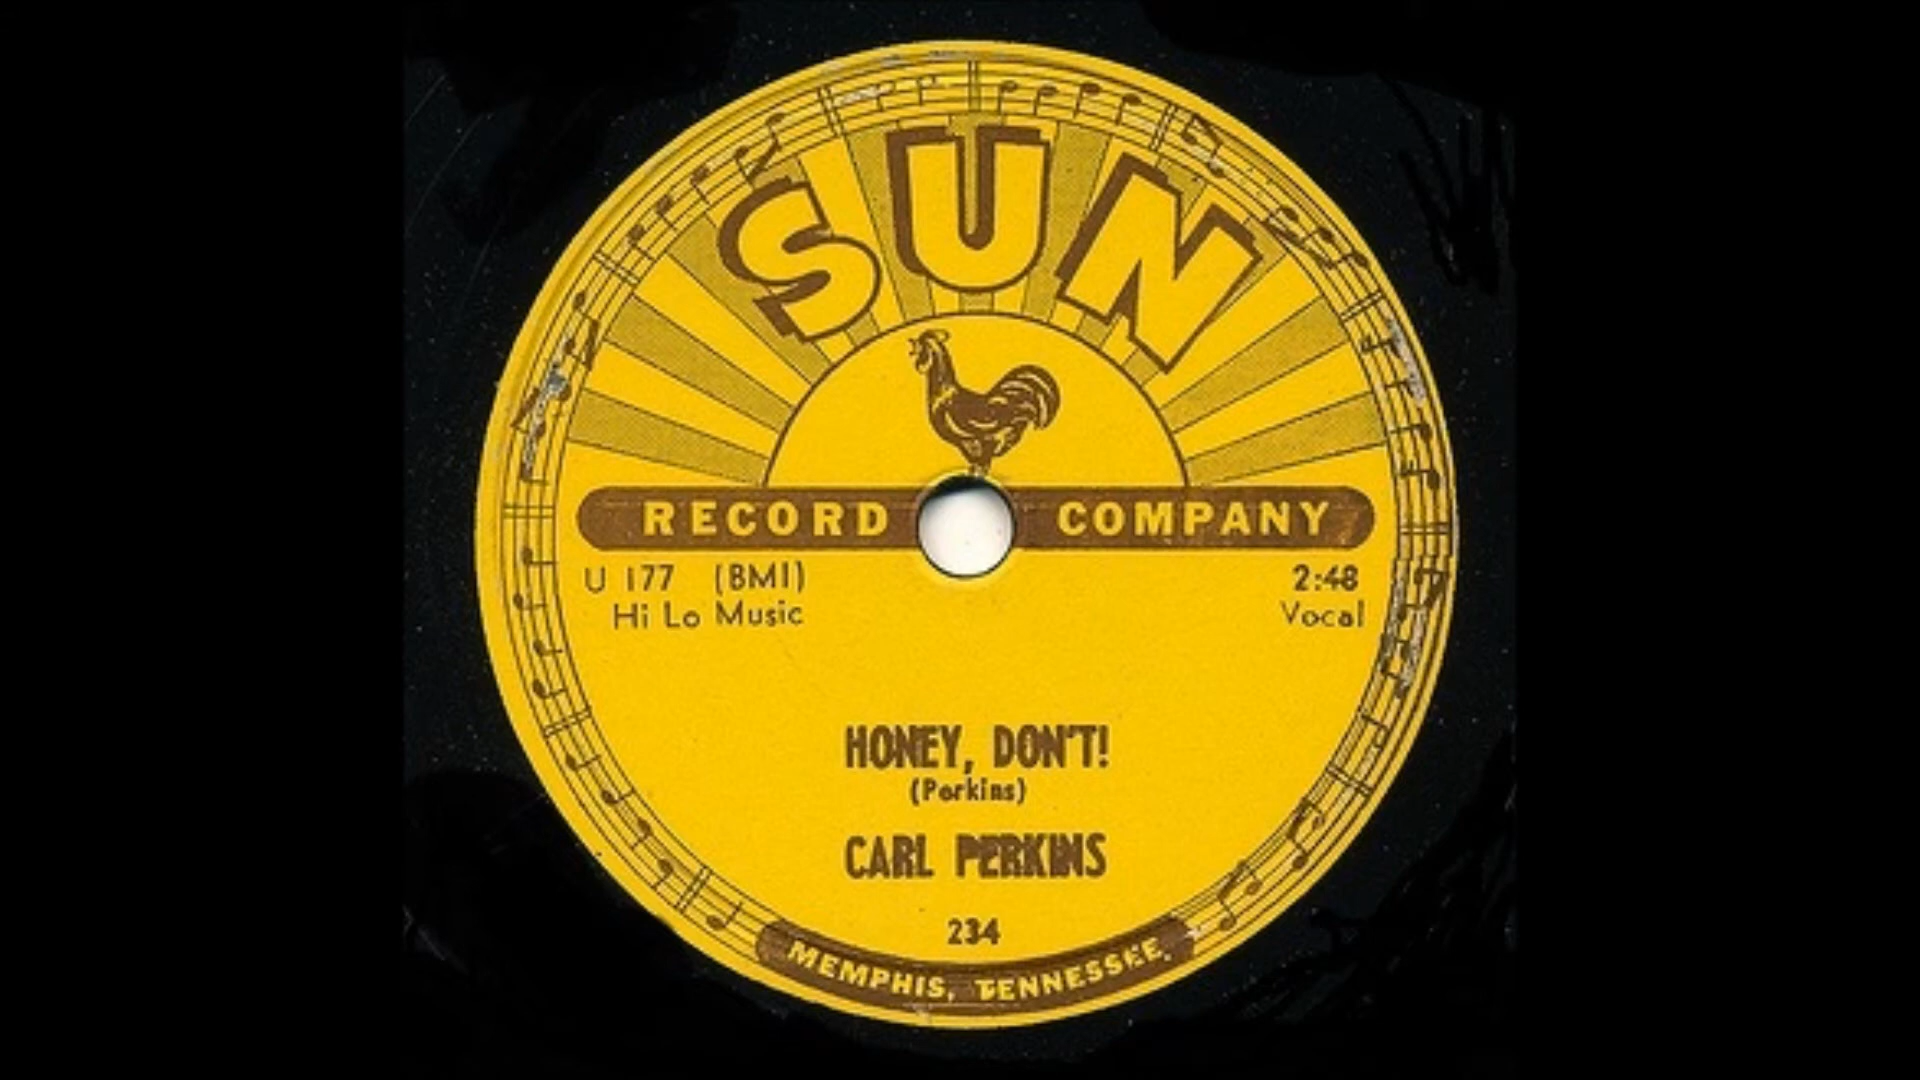 SUN
RECORD COMPANY
U 177 (BMI)
Hi Lo Music
2:48
Vocal
HONEY, DON'T!
(Perkins)
CARL PERKINS
234
MEMPHIS, TENNESSEE